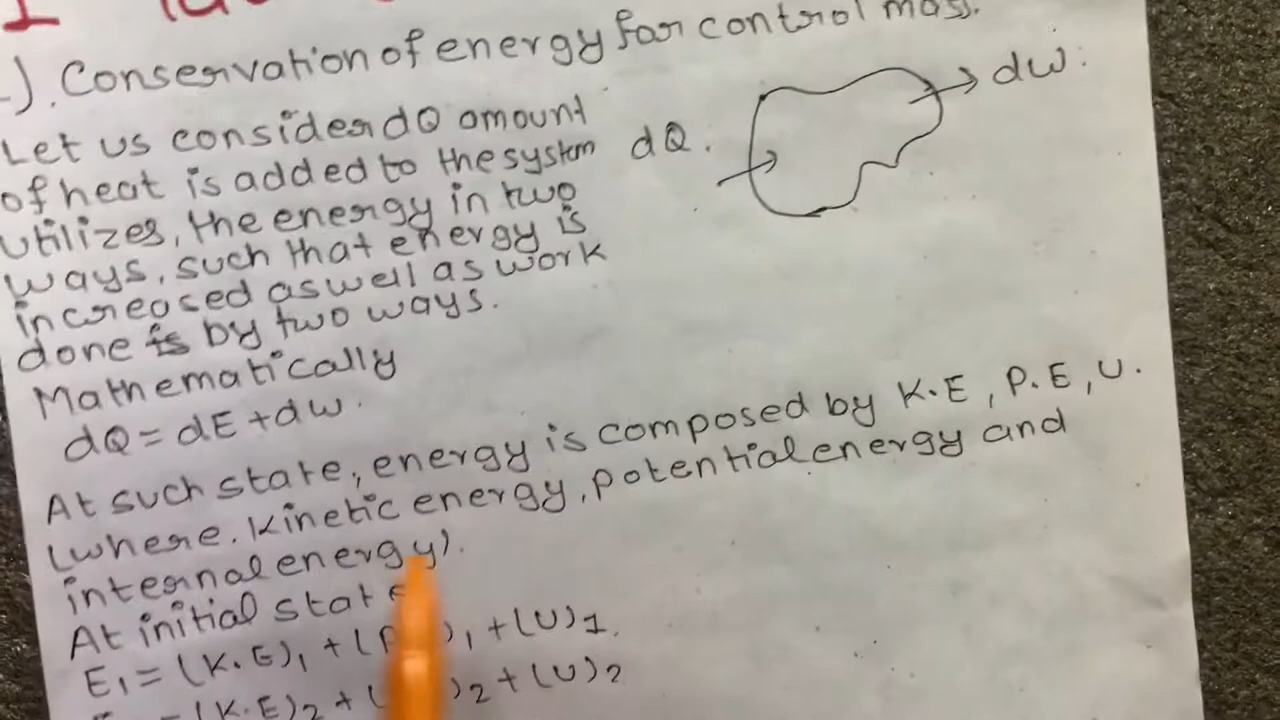 1
). Conservation of energy for control mass.
Let us consider dQ amount
of heat is added to the system
utilizes, the energy in two
ways, such that energy is
increased aswell as work
done is by two ways.
dQ.
dw.
Mathematically
dQ = dE + dw.
At such state, energy is composed by K.E, P.E, U.
(where. Kinetic energy, potential energy and
internal energy).
At initial state
E₁ = (K.E)₁ + (P )₁ + (U)1.
= (K.E)₂ + ( )₂ + (U)₂